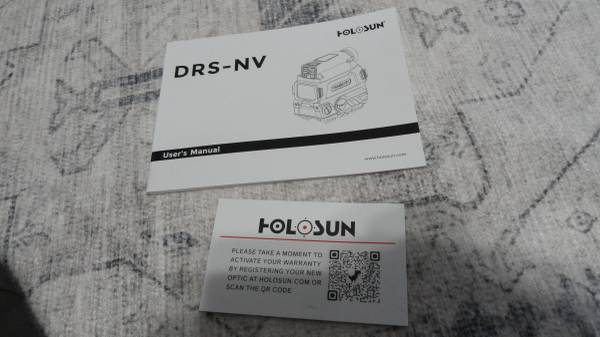 HOLOSUN
DRS-NV
User's Manual
www.holosun.com
HOLOSUN
PLEASE TAKE A MOMENT TO
ACTIVATE YOUR WARRANTY
BY REGISTERING YOUR NEW
OPTIC AT HOLOSUN.COM OR
SCAN THE QR CODE